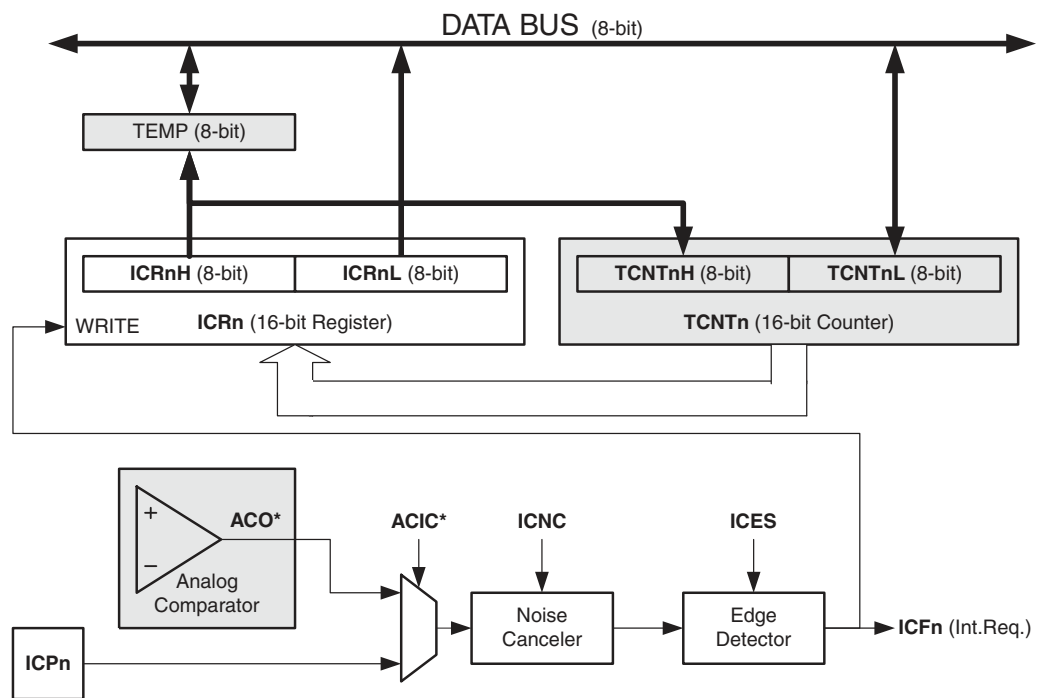 DATA BUS (8-bit)
TEMP (8-bit)
ICRnH (8-bit) ICRnL (8-bit) TCNTnH (8-bit) TCNTnL (8-bit)
WRITE ICRn (16-bit Register) TCNTn (16-bit Counter)
+
ACO* ACIC* ICNC ICES
−
Analog
Comparator
Noise
Canceler
Edge
Detector
ICFn (Int.Req.)
ICPn